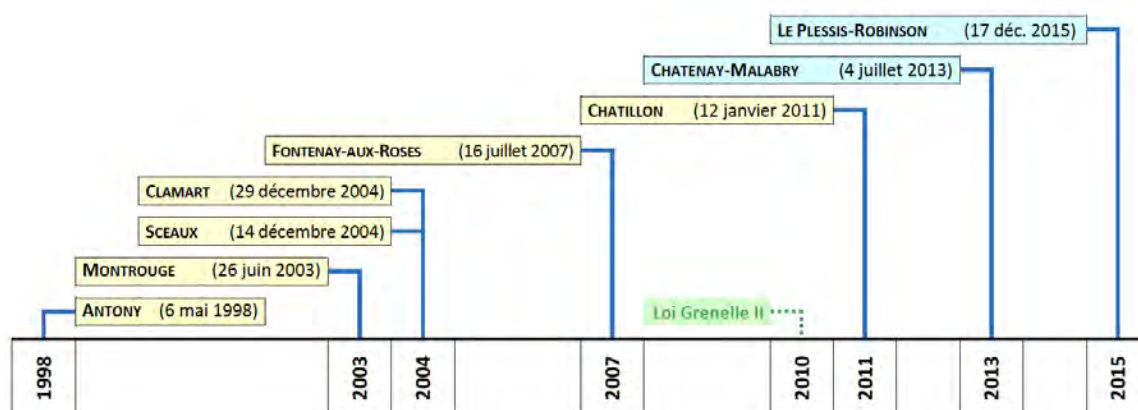 LE PLESSIS-ROBINSON (17 déc. 2015)
CHATENAY-MALABRY (4 juillet 2013)
CHATILLON (12 janvier 2011)
FONTENAY-AUX-ROSES (16 juillet 2007)
CLAMART (29 décembre 2004)
SCEAUX (14 décembre 2004)
MONTROUGE (26 juin 2003)
ANTONY (6 mai 1998)
Loi Grenelle II
1998
2003
2004
2007
2010
2011
2013
2015